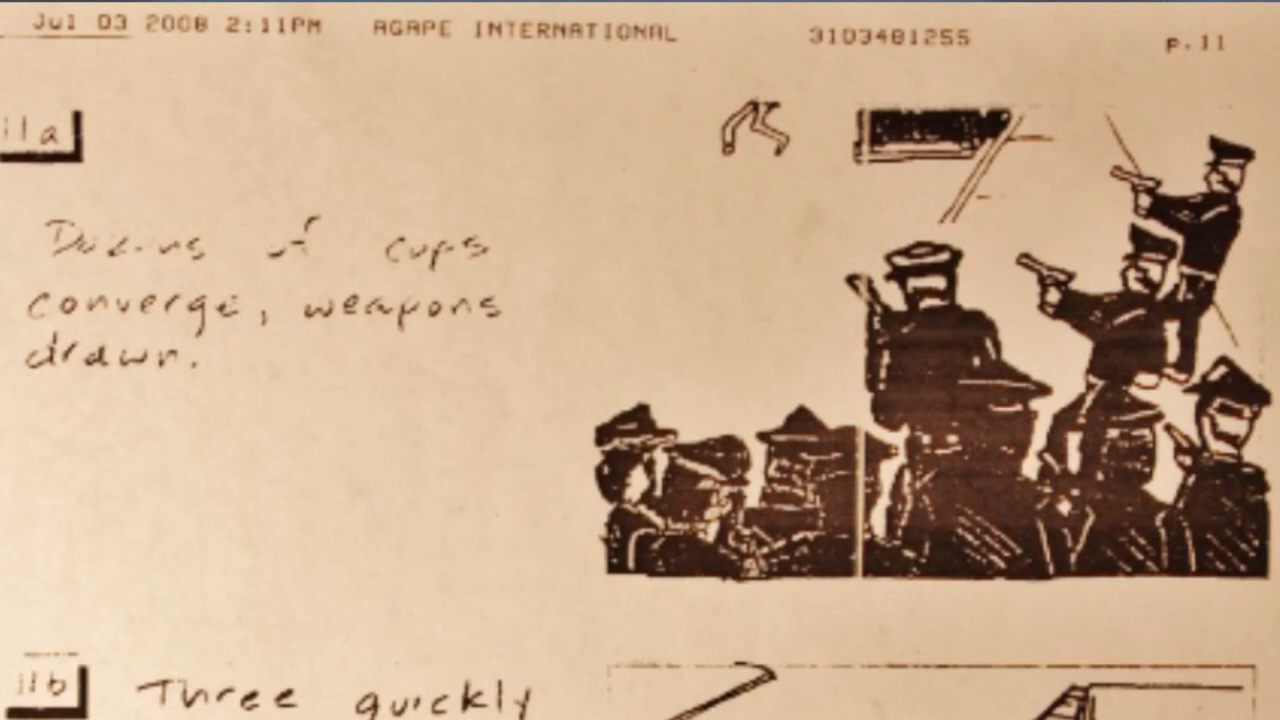 Jul 03 2008 2:11PM AGAPE INTERNATIONAL 3103481255 p.11
11a
Dozens of cops
converge, weapons
drawn.
11b
Three quickly